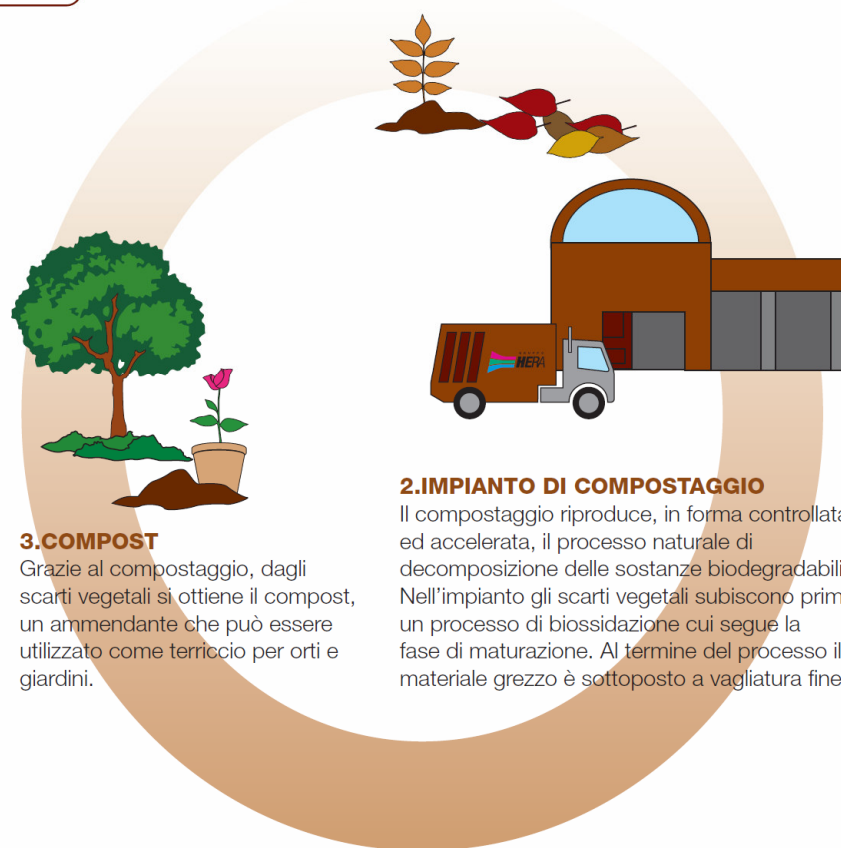 HERA
2.IMPIANTO DI COMPOSTAGGIO
Il compostaggio riproduce, in forma controllata
ed accelerata, il processo naturale di
decomposizione delle sostanze biodegradabili
Nell’impianto gli scarti vegetali subiscono prim
un processo di biossidazione cui segue la
fase di maturazione. Al termine del processo il
materiale grezzo è sottoposto a vagliatura fine
3.COMPOST
Grazie al compostaggio, dagli
scarti vegetali si ottiene il compost,
un ammendante che può essere
utilizzato come terriccio per orti e
giardini.